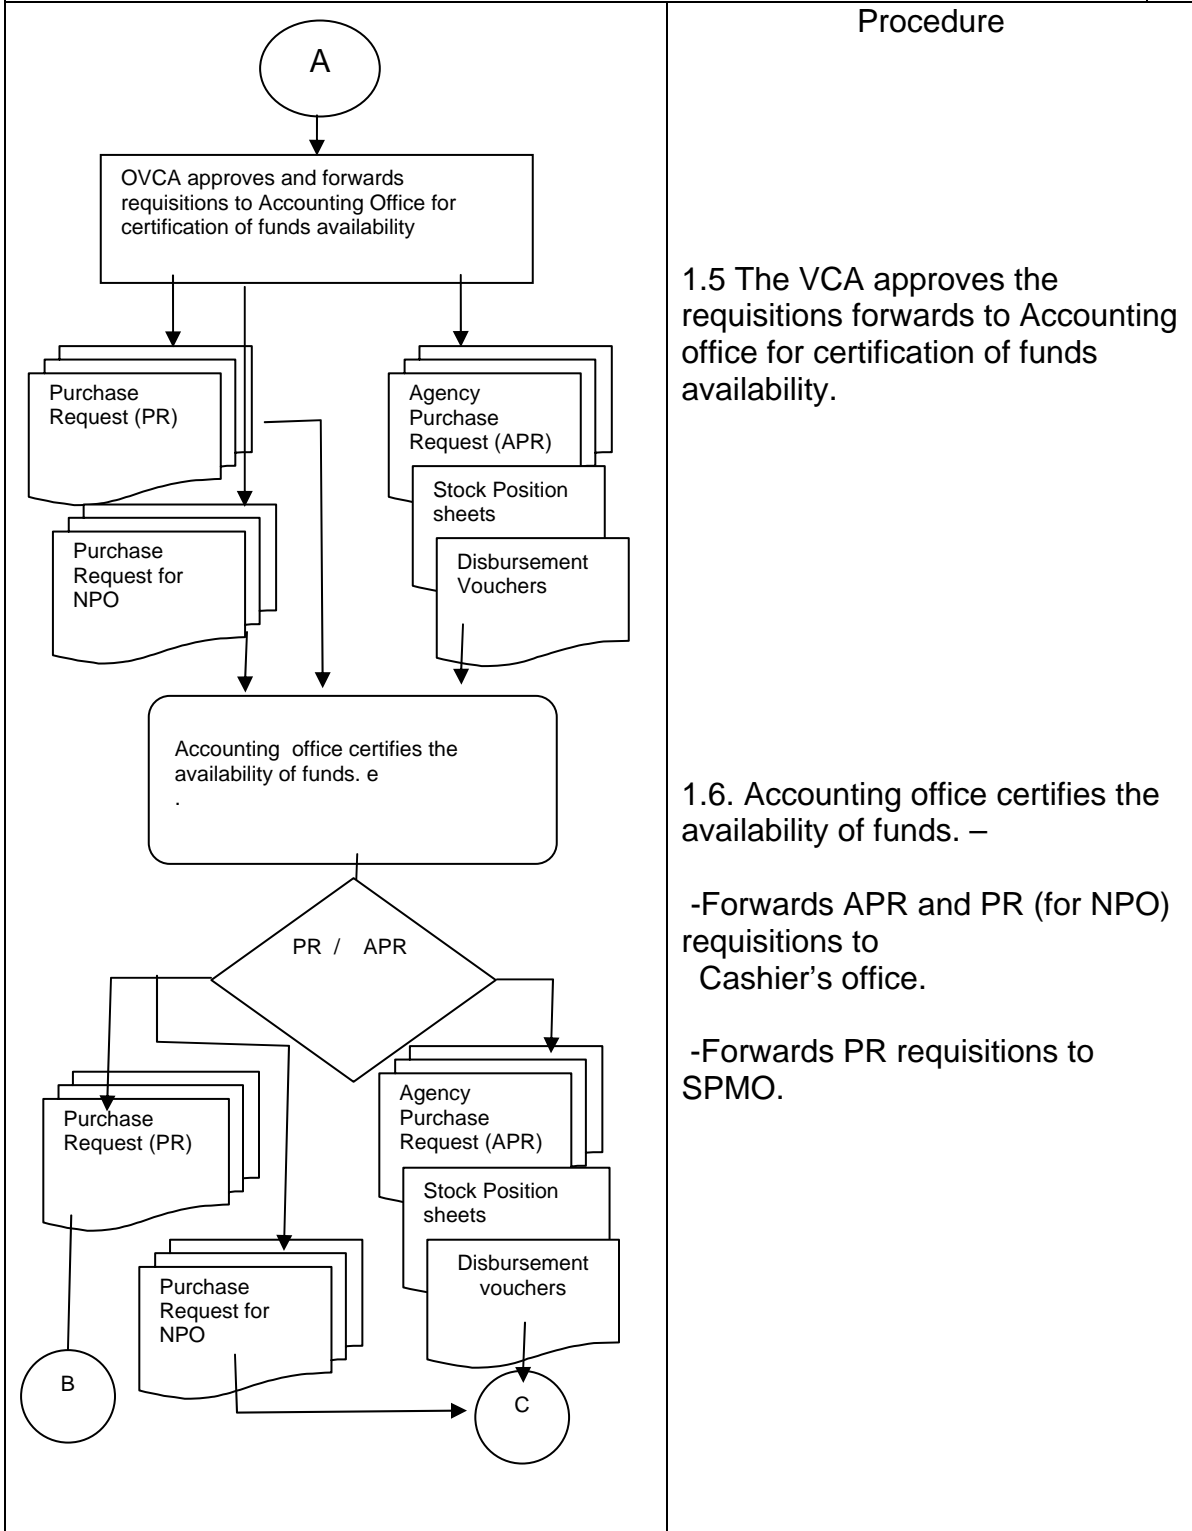 Procedure
A
OVCA approves and forwards
requisitions to Accounting Office for
certification of funds availability
1.5 The VCA approves the
requisitions forwards to Accounting
office for certification of funds
availability.
Purchase
Request (PR)
Agency
Purchase
Request (APR)
Stock Position
sheets
Purchase
Request for
NPO
Disbursement
Vouchers
Accounting office certifies the
availability of funds. e
.
1.6. Accounting office certifies the
availability of funds. –
-Forwards APR and PR (for NPO)
requisitions to
Cashier's office.
-Forwards PR requisitions to
SPMO.
PR / APR
Purchase
Request (PR)
Agency
Purchase
Request (APR)
Stock Position
sheets
Purchase
Request for
NPO
Disbursement
vouchers
B
C